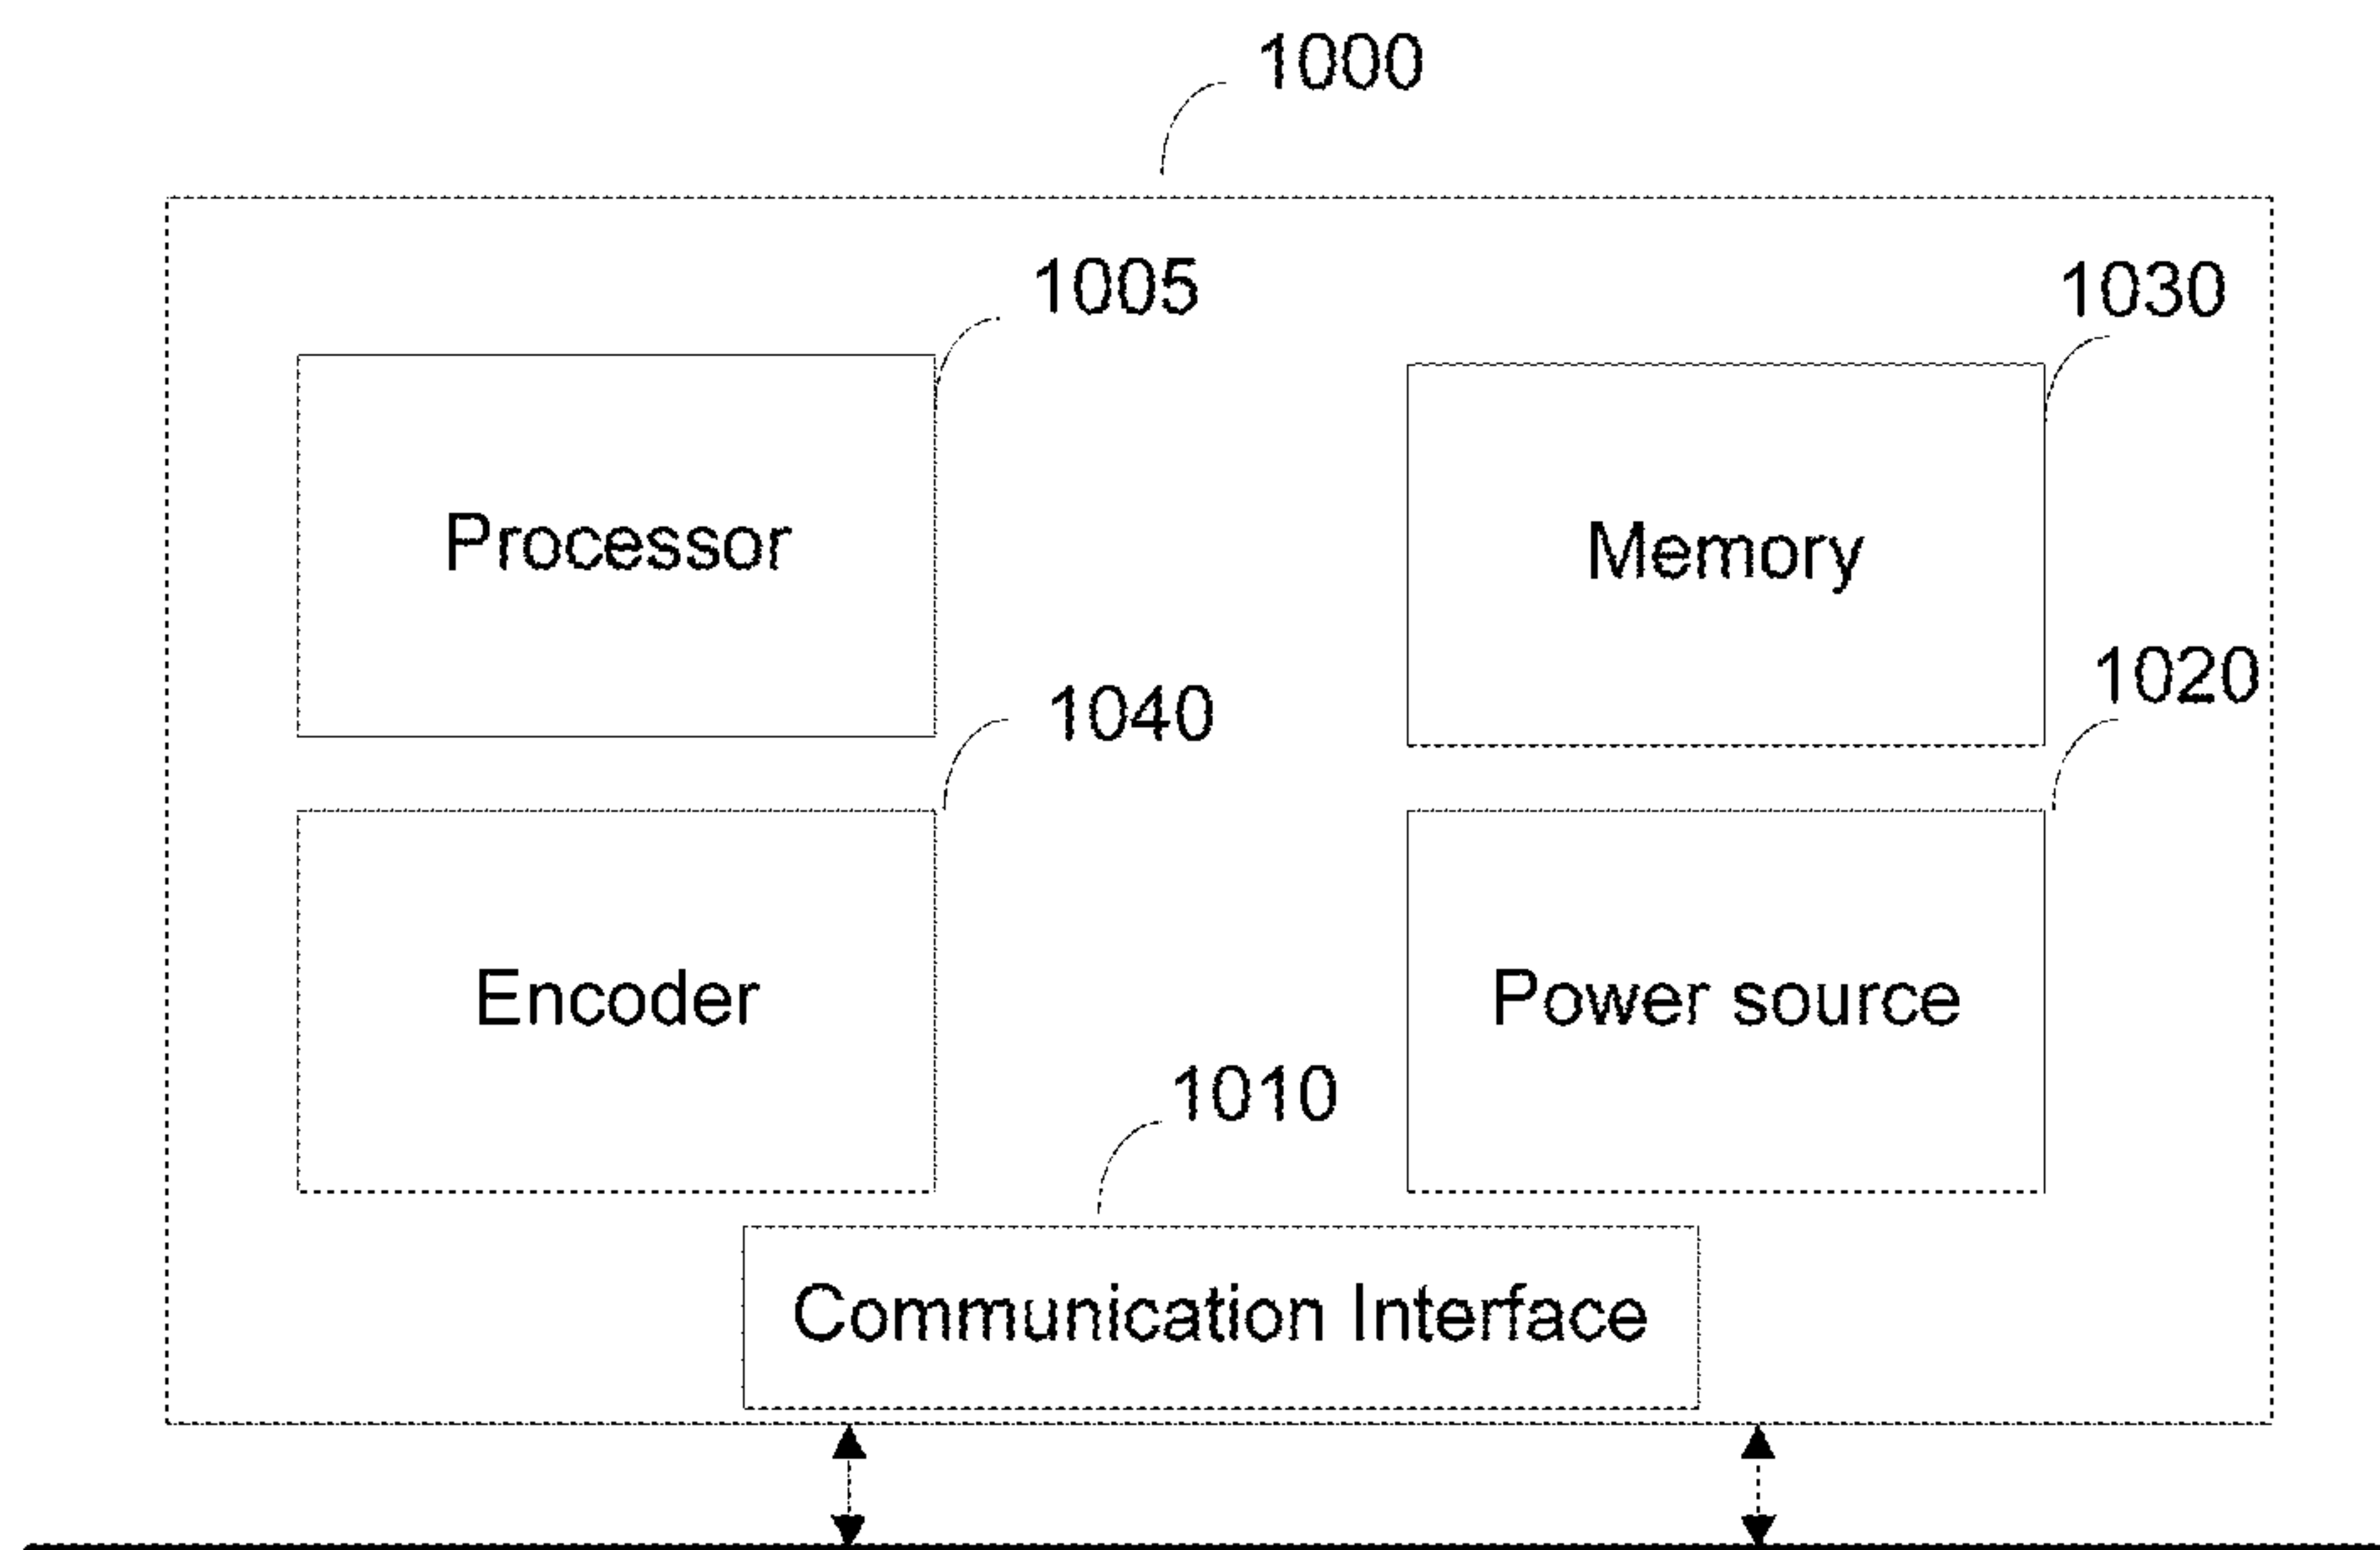 1000
1005
1030
Processor
Memory
1040
1020
Encoder
Power source
1010
Communication Interface